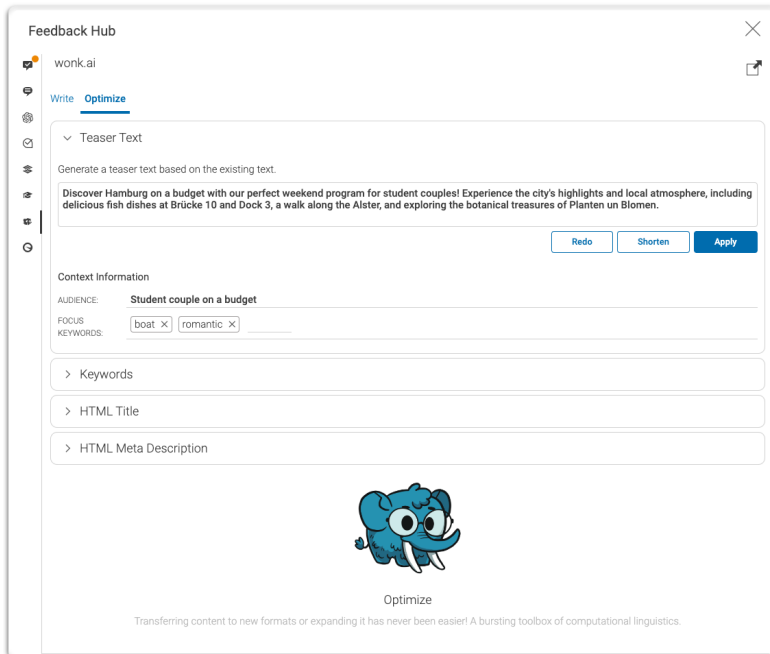 Feedback Hub
wonk.ai
Write Optimize
Teaser Text
Generate a teaser text based on the existing text.
Discover Hamburg on a budget with our perfect weekend program for student couples! Experience the city's highlights and local atmosphere, including
delicious fish dishes at Brücke 10 and Dock 3, a walk along the Alster, and exploring the botanical treasures of Planten un Blomen.
Redo Shorten Apply
Context Information
AUDIENCE: Student couple on a budget
FOCUS
KEYWORDS: boat romantic
Keywords
HTML Title
HTML Meta Description
Optimize
Transferring content to new formats or expanding it has never been easier! A bursting toolbox of computational linguistics.